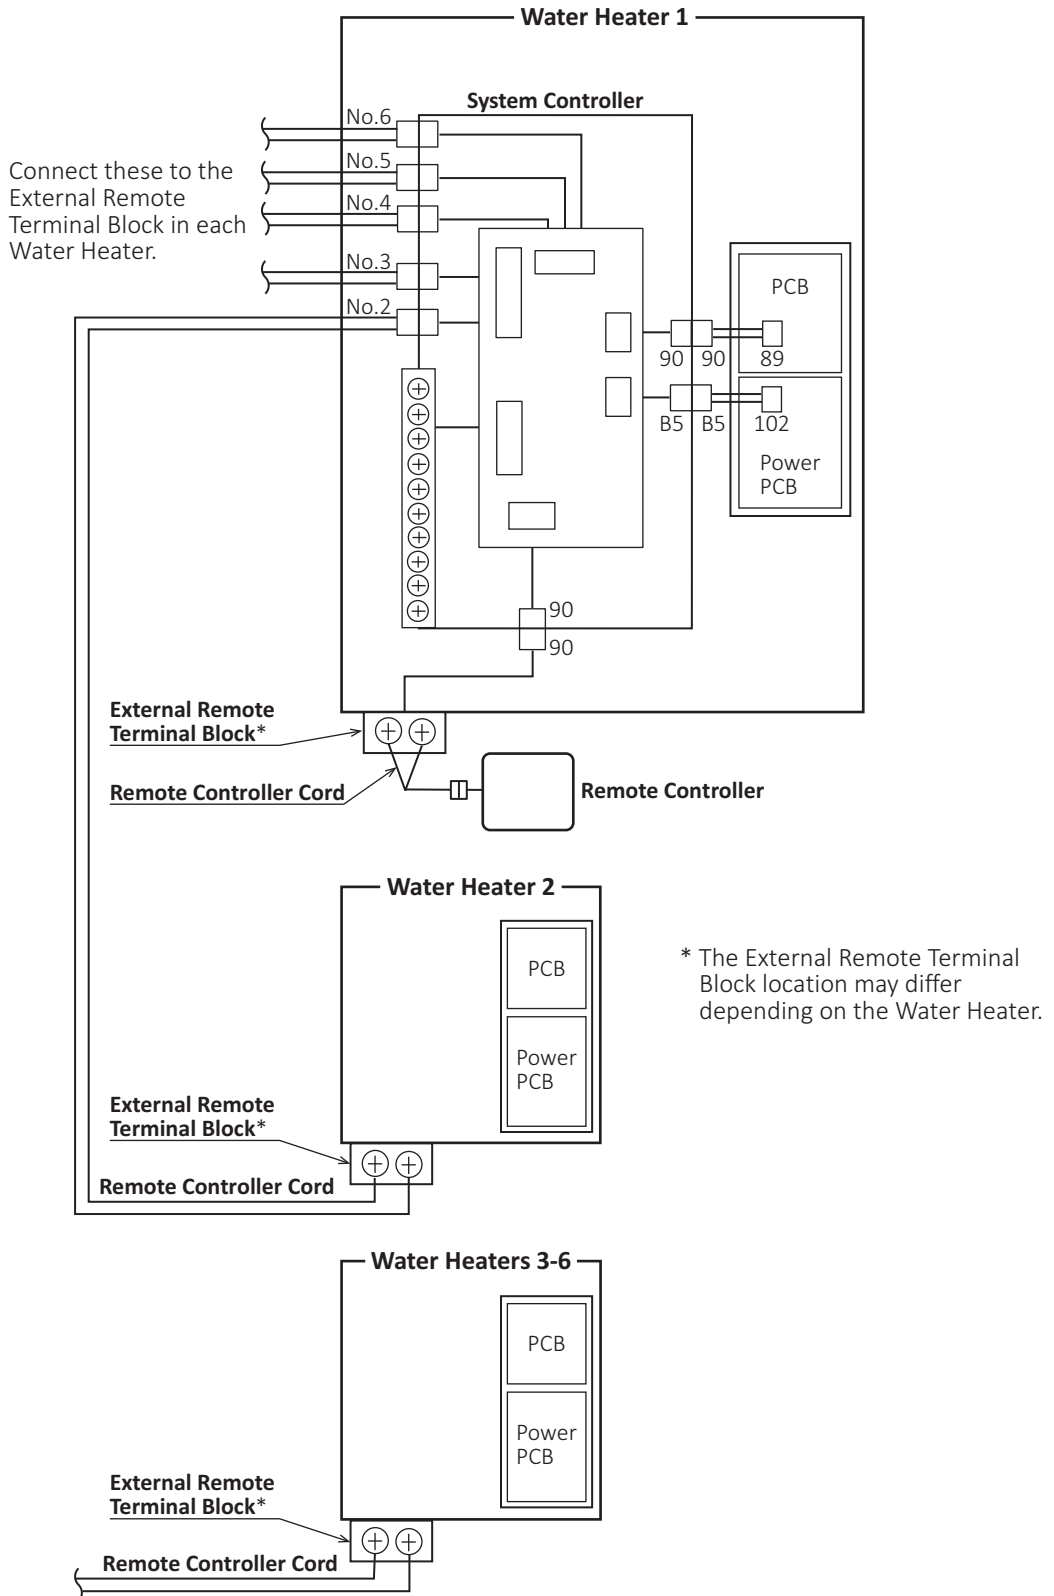 Water Heater 1
System Controller
No.6
No.5
No.4
No.3
No.2
Connect these to the
External Remote
Terminal Block in each
Water Heater.
PCB
90 90 89
B5 B5 102
Power
PCB
90
90
External Remote
Terminal Block*
Remote Controller Cord
Remote Controller
Water Heater 2
PCB
Power
PCB
* The External Remote Terminal
Block location may differ
depending on the Water Heater.
External Remote
Terminal Block*
Remote Controller Cord
Water Heaters 3-6
PCB
Power
PCB
External Remote
Terminal Block*
Remote Controller Cord